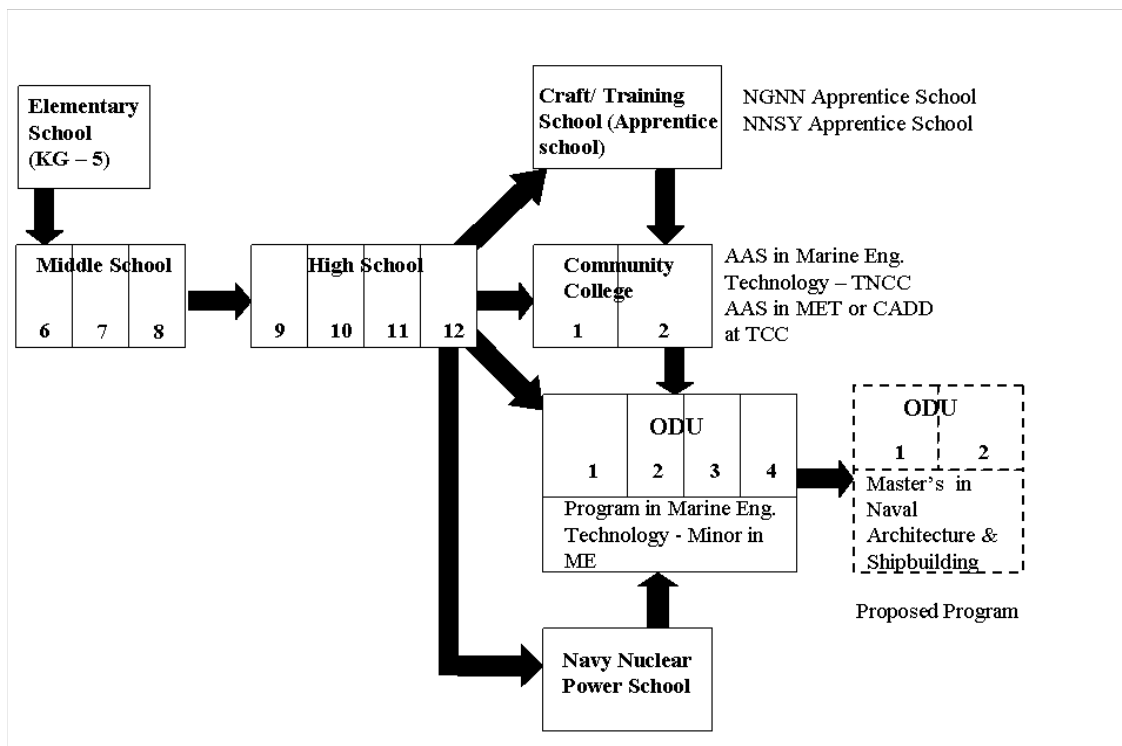 Elementary
School
(KG – 5)
Craft/ Training
School (Apprentice
school)
NGNN Apprentice School
NNSY Apprentice School
Middle School
6 7 8
High School
9 10 11 12
Community
College
1 2
AAS in Marine Eng.
Technology – TNCC
AAS in MET or CADD
at TCC
ODU
1 2 3 4
Program in Marine Eng.
Technology - Minor in
ME
ODU
1 2
Master's in
Naval
Architecture &
Shipbuilding
Proposed Program
Navy Nuclear
Power School